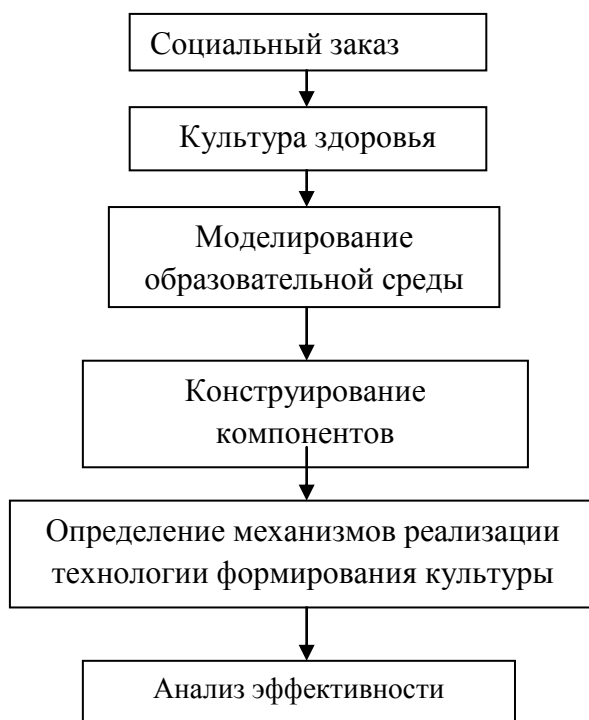 Социальный заказ
Культура здоровья
Моделирование
образовательной среды
Конструирование
компонентов
Определение механизмов реализации
технологии формирования культуры
Анализ эффективности